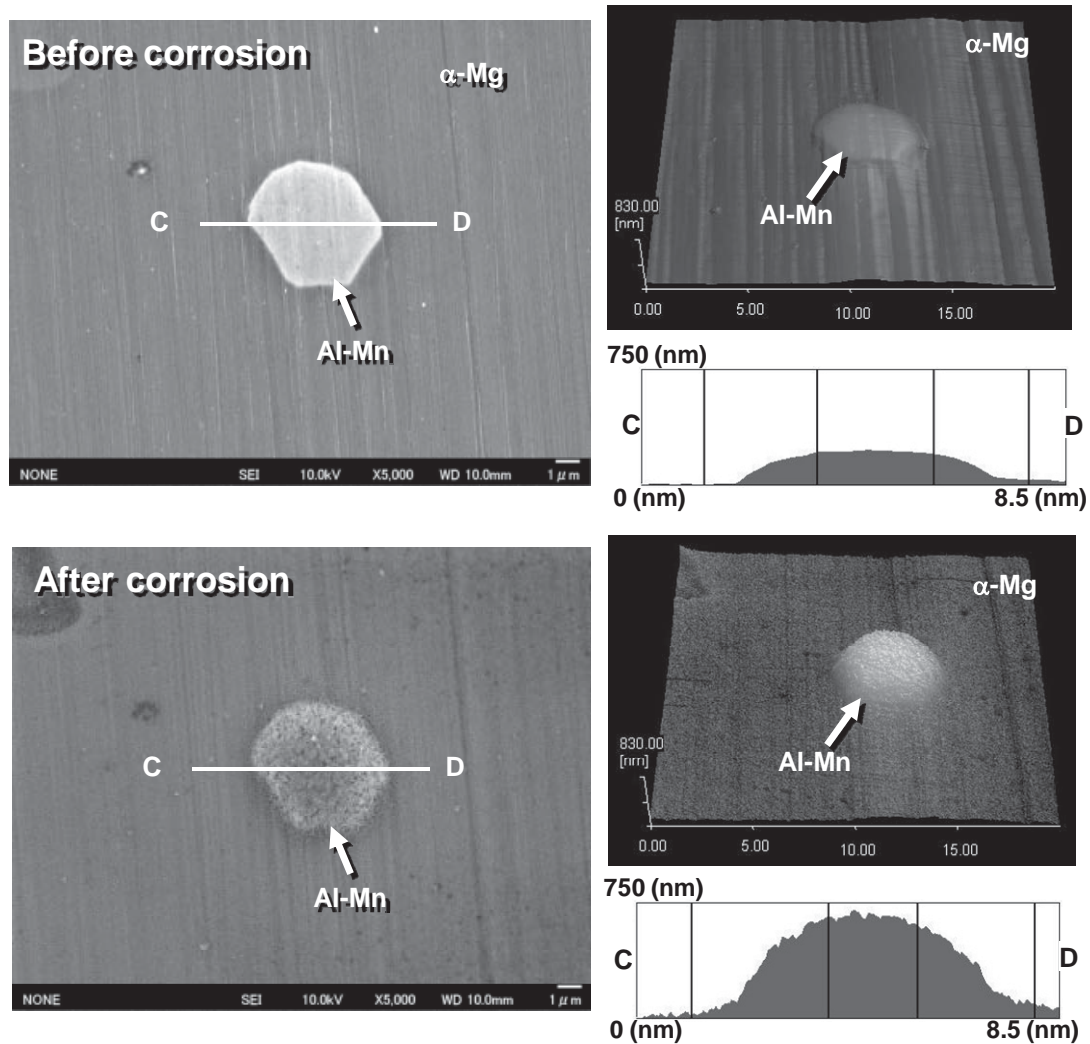 Before corrosion
α-Mg
C
D
Al-Mn
NONE SEI 10.0kV X5,000 WD 10.0mm 1 μm
α-Mg
Al-Mn
830.00
[nm]
0.00 5.00 10.00 15.00
750 (nm)
C
D
0 (nm) 8.5 (nm)
After corrosion
C
D
Al-Mn
NONE SEI 10.0kV X5,000 WD 10.0mm 1 μm
α-Mg
Al-Mn
830.00
[nm]
0.00 5.00 10.00 15.00
750 (nm)
C
D
0 (nm) 8.5 (nm)